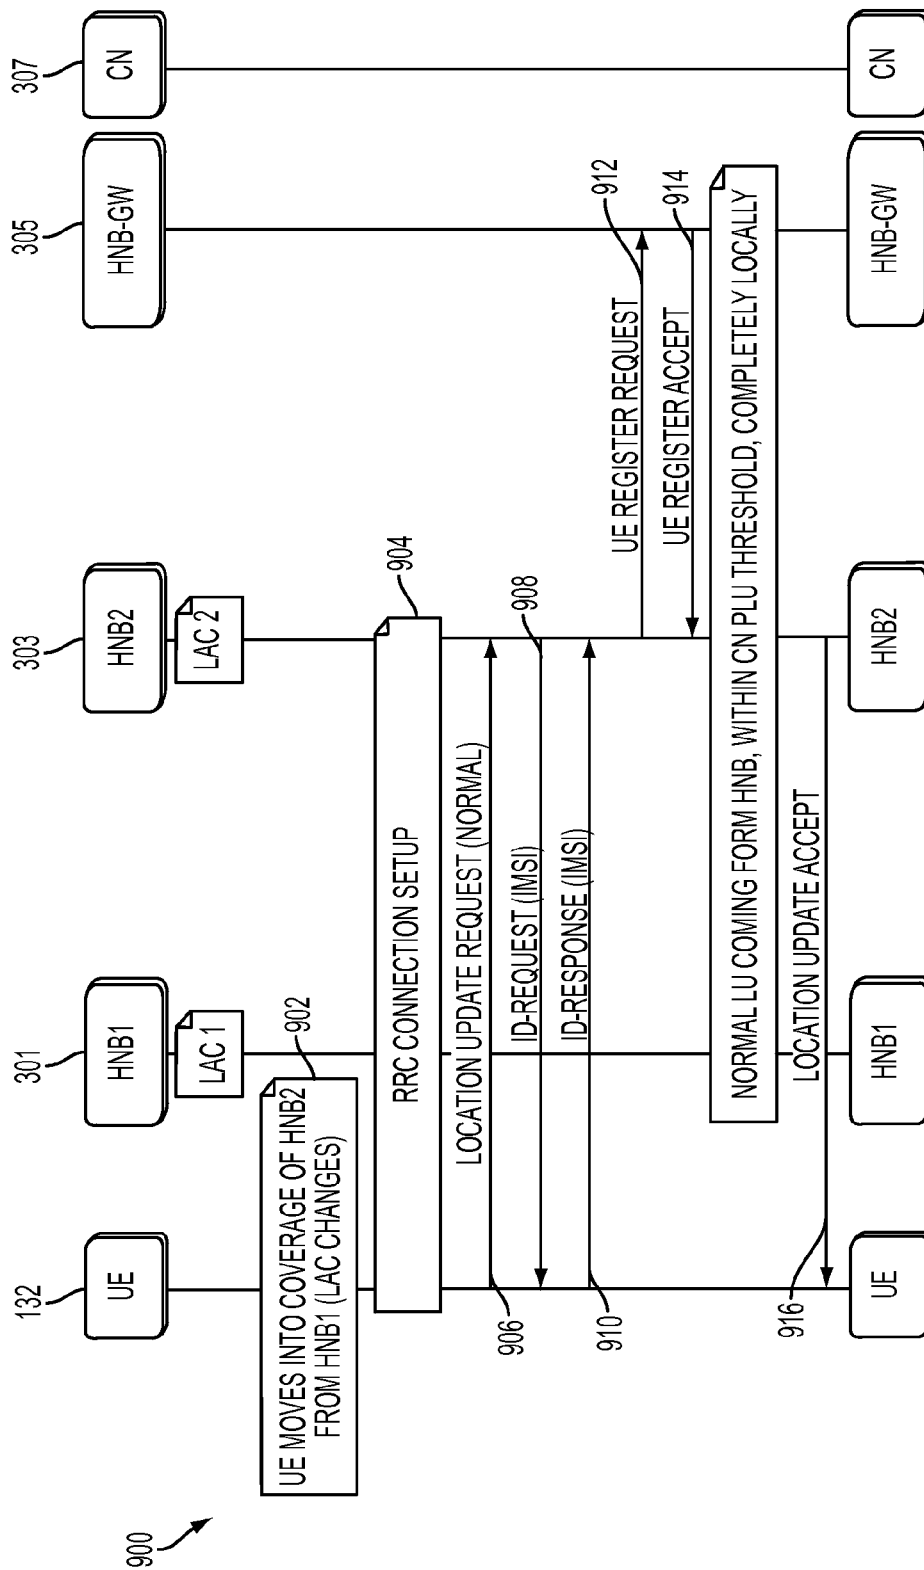 900
132
301
303
305
307
UE
HNB1
HNB2
HNB-GW
CN
LAC 1
LAC 2
UE MOVES INTO COVERAGE OF HNB2
FROM HNB1 (LAC CHANGES)
902
RRC CONNECTION SETUP
904
LOCATION UPDATE REQUEST (NORMAL)
906
ID-REQUEST (IMSI)
908
ID-RESPONSE (IMSI)
910
UE REGISTER REQUEST
912
UE REGISTER ACCEPT
914
NORMAL LU COMING FORM HNB, WITHIN CN PLU THRESHOLD, COMPLETELY LOCALLY
LOCATION UPDATE ACCEPT
916
UE
HNB1
HNB2
HNB-GW
CN